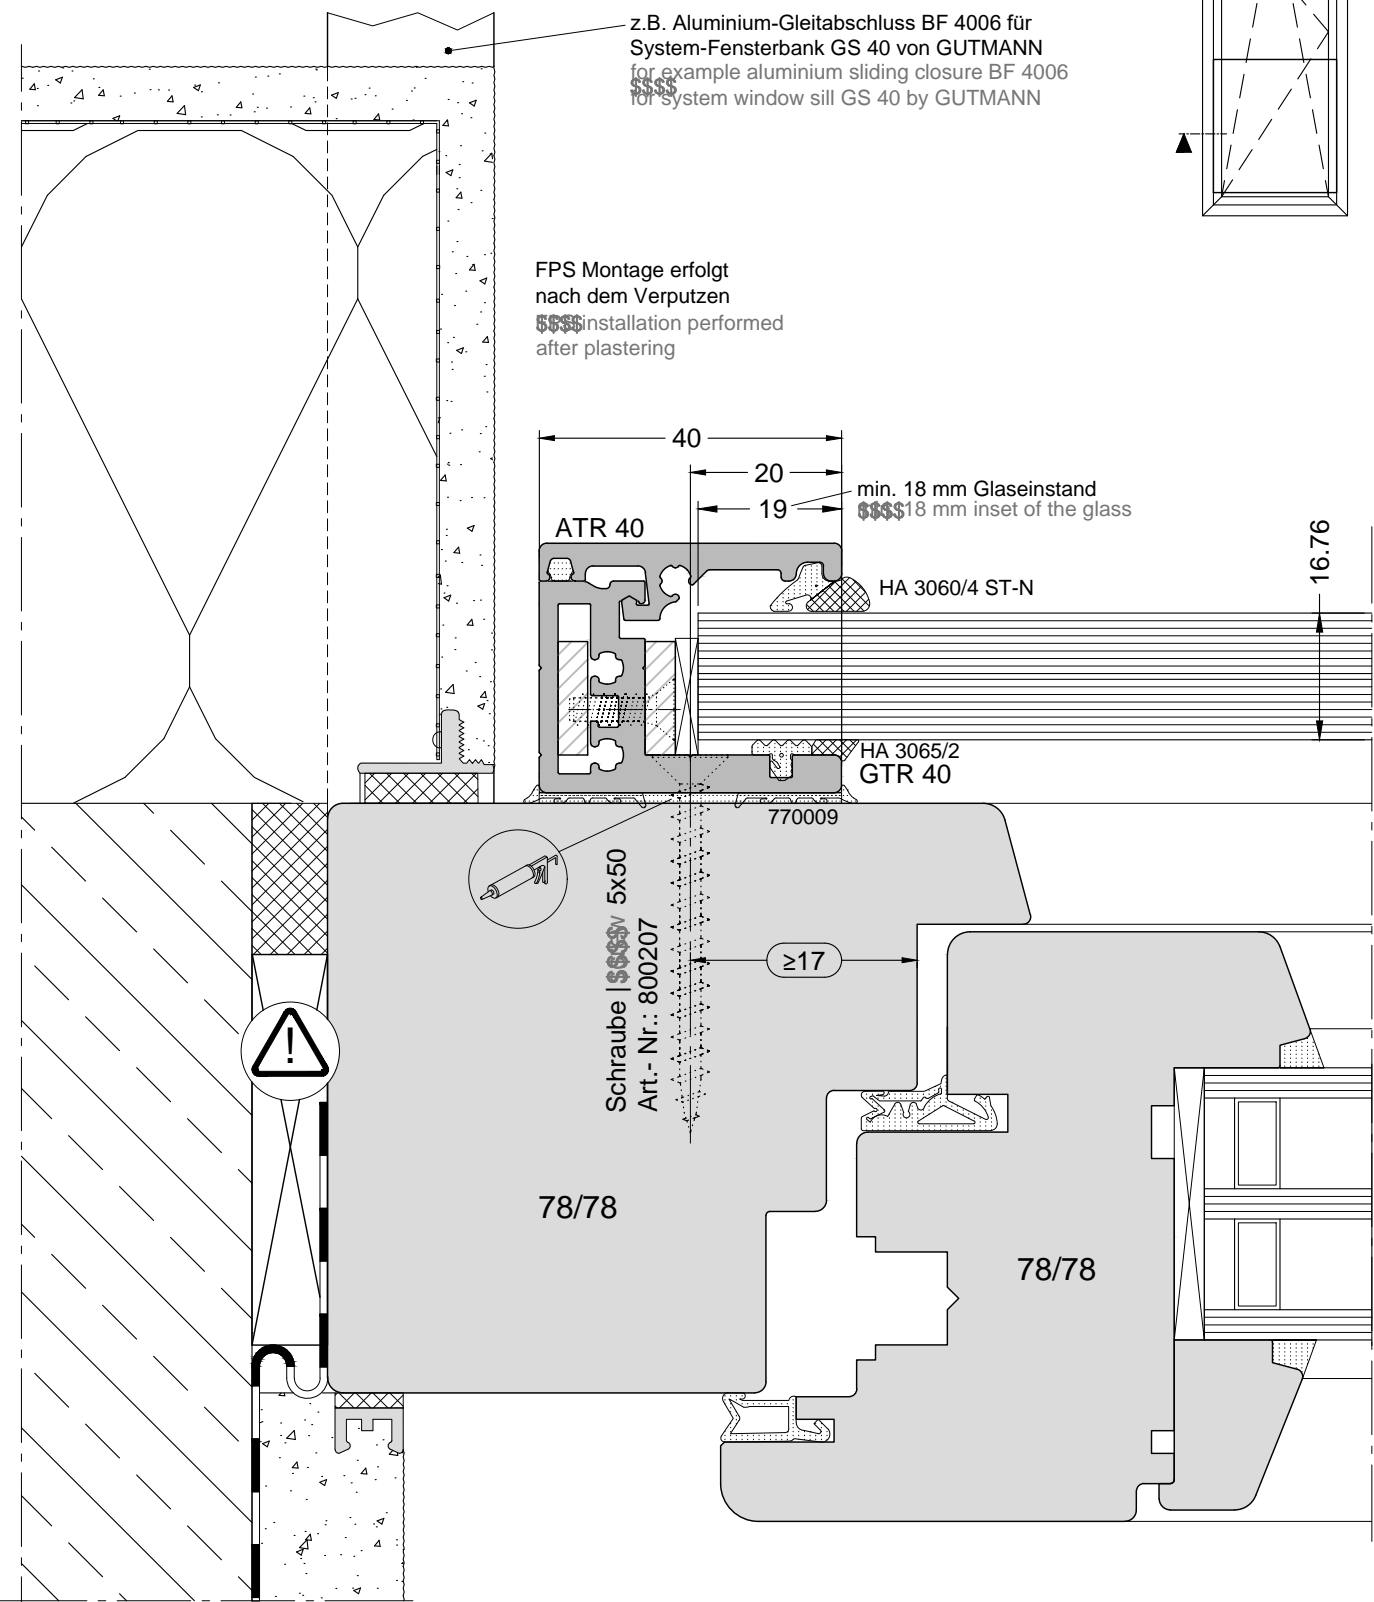 z.B. Aluminium-Gleitabschluss BF 4006 für
System-Fensterbank GS 40 von GUTMANN
for example aluminium sliding closure BF 4006
$$$$
for system window sill GS 40 by GUTMANN
FPS Montage erfolgt
nach dem Verputzen
$$$$ installation performed
after plastering
40
20
19
min. 18 mm Glaseinstand
$$$$ 18 mm inset of the glass
ATR 40
16.76
HA 3060/4 ST-N
HA 3065/2
GTR 40
770009
Schraube | $$$$ 5x50
Art.- Nr.: 800207
≥17
!
78/78
78/78